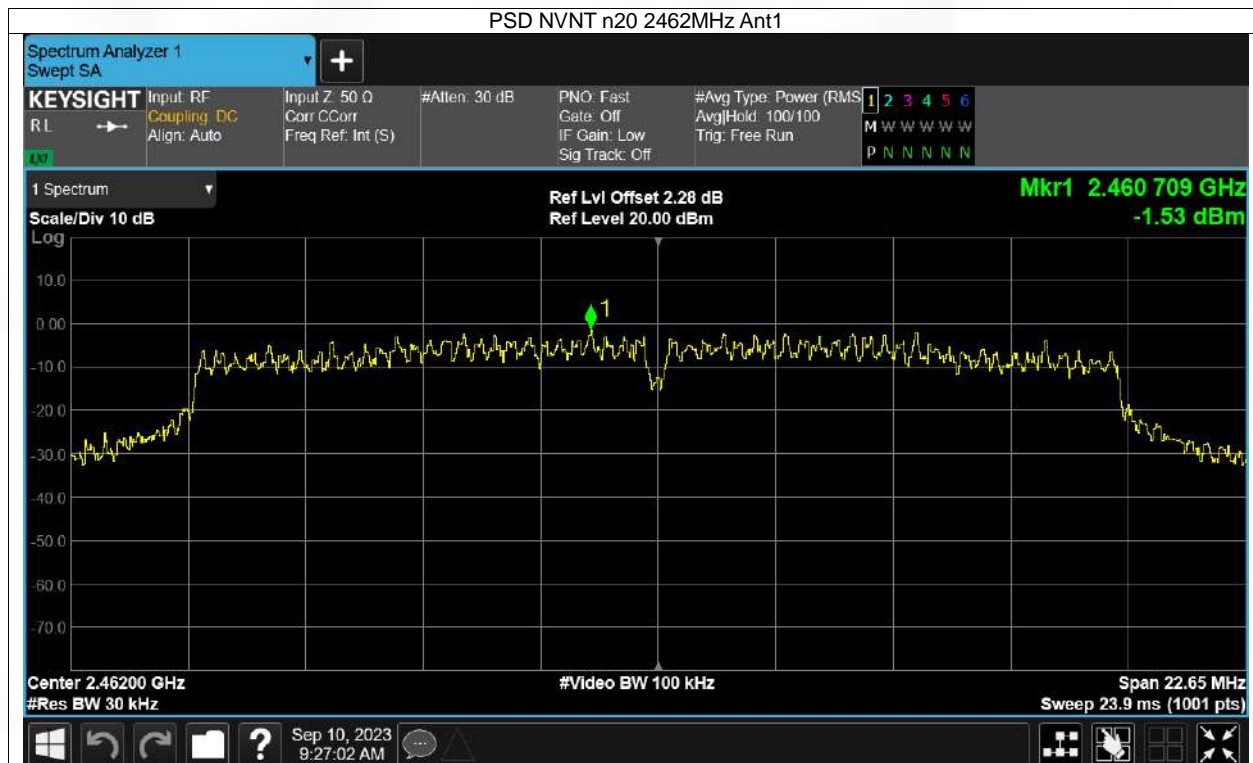 PSD NVNT n20 2462MHz Ant1
Spectrum Analyzer 1
Swept SA
+
KEYSIGHT
RL
LXI
Input: RF
Coupling: DC
Align: Auto
Input Z: 50 Ω
Corr CCorr
Freq Ref: Int (S)
#Atten: 30 dB
PNO: Fast
Gate: Off
IF Gain: Low
Sig Track: Off
#Avg Type: Power (RMS
Avg|Hold: 100/100
Trig: Free Run
1 2 3 4 5 6
M W W W W W
P N N N N N
1 Spectrum
Scale/Div 10 dB
Log
Ref Lvl Offset 2.28 dB
Ref Level 20.00 dBm
Mkr1 2.460 709 GHz
-1.53 dBm
1
10.0
0.00
-10.0
-20.0
-30.0
-40.0
-50.0
-60.0
-70.0
Center 2.46200 GHz
#Res BW 30 kHz
#Video BW 100 kHz
Span 22.65 MHz
Sweep 23.9 ms (1001 pts)
?
Sep 10, 2023
9:27:02 AM